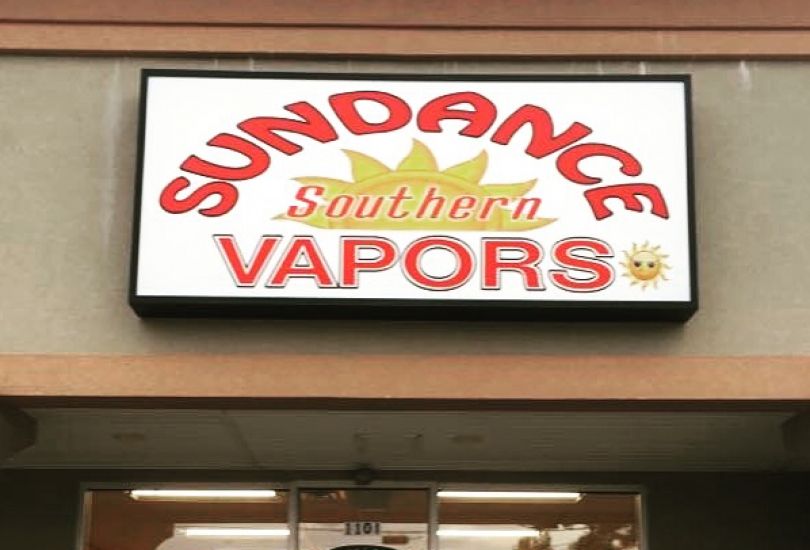 SUNDANCE
Southern
VAPORS
1101